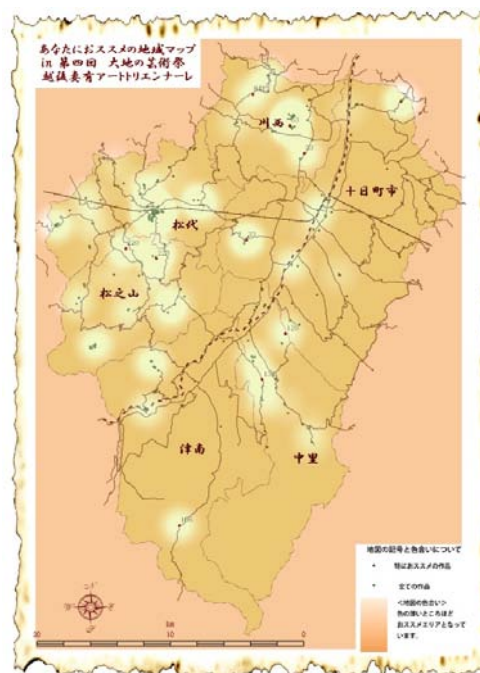 あなたにおススメの地域マップ
in 第四回 大地の芸術祭
越後妻有アートトリエンナーレ
川西
十日町市
松代
松之山
津南
中里
地図の記号と色合いについて
特におススメの作品
全ての作品
<地図の色合い>
色の薄いところほど
おススメエリアとなって
います。
20
10
0
km